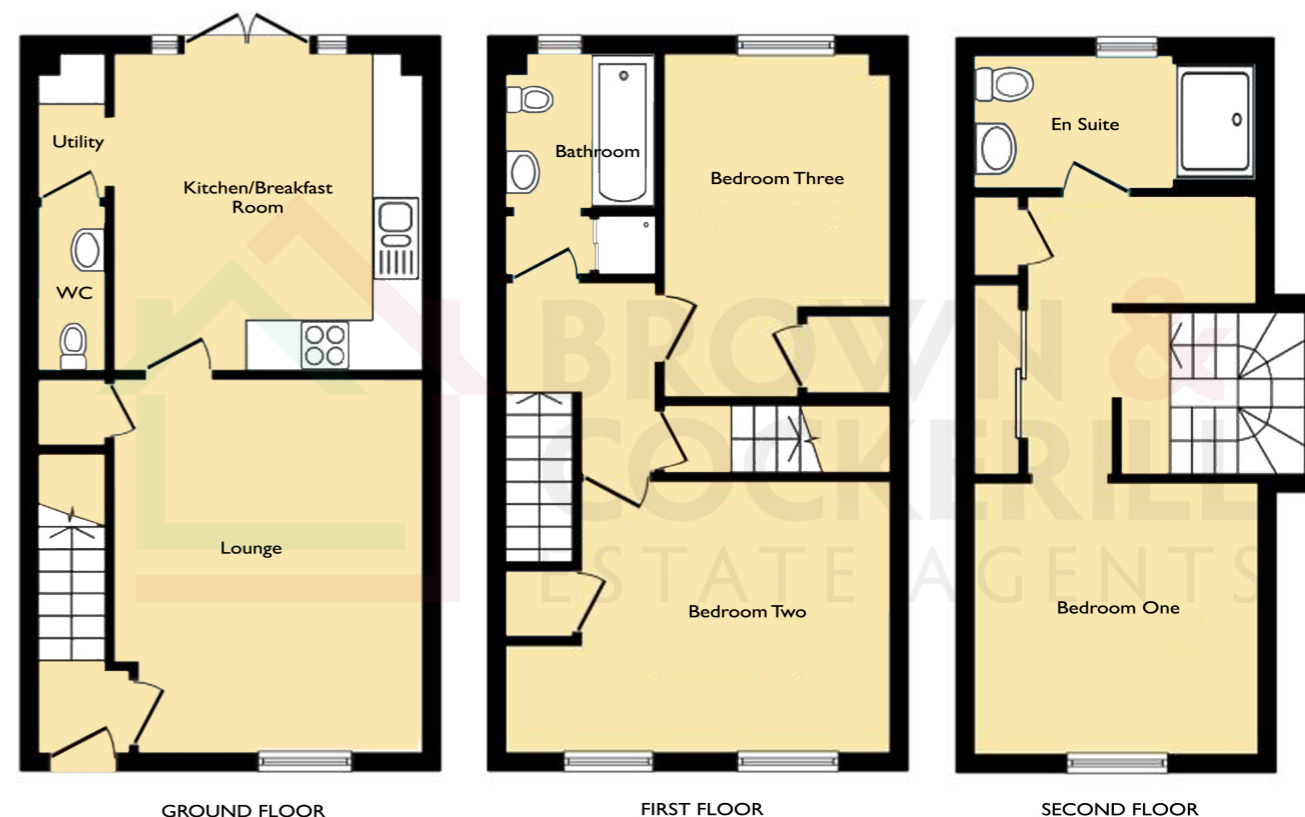 Utility
Kitchen/Breakfast
Room
WC
Lounge
GROUND FLOOR
Bathroom
Bedroom Three
Bedroom Two
FIRST FLOOR
En Suite
Bedroom One
SECOND FLOOR
BROWN &
COCKERILL
ESTATE AGENTS